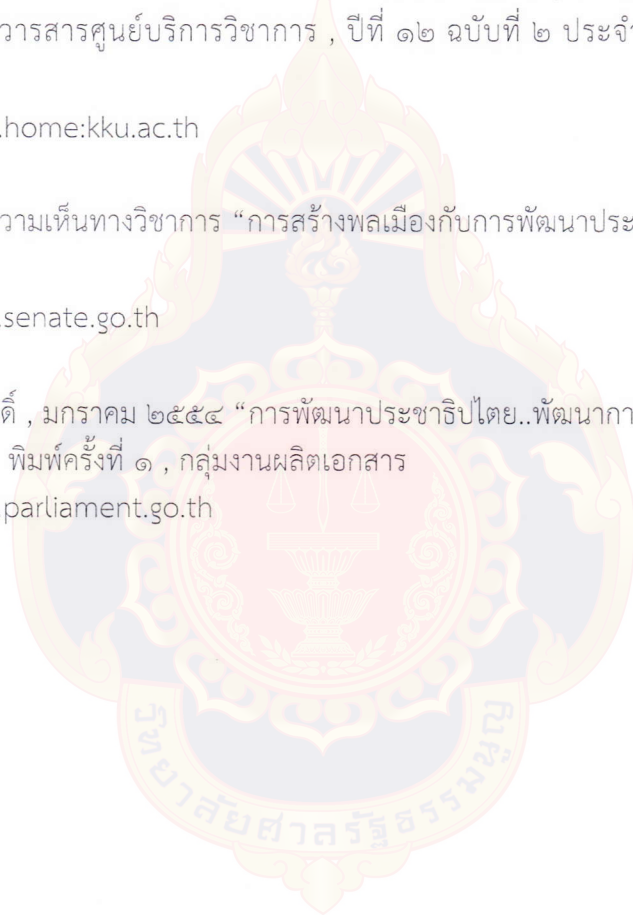 วารสารศูนย์บริการวิชาการ , ปีที่ ๑๒ ฉบับที่ ๒ ประจำ
.home:kku.ac.th
วามเห็นทางวิชาการ “การสร้างพลเมืองกับการพัฒนาประ
.senate.go.th
ดิ์ , มกราคม ๒๕๕๔ “การพัฒนาประชาธิปไตย..พัฒนากา
พิมพ์ครั้งที่ ๑ , กลุ่มงานผลิตเอกสาร
.parliament.go.th
วิทยาลัยศาลรัฐธรรมนูญ